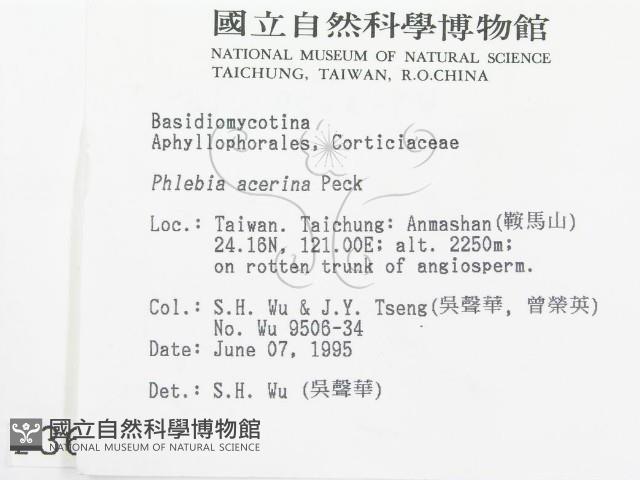 國立自然科學博物館
NATIONAL MUSEUM OF NATURAL SCIENCE
TAICHUNG, TAIWAN, R.O.CHINA
Basidiomycotina
Aphyllophorales, Corticiaceae
Phlebia acerina Peck
Loc.: Taiwan. Taichung: Anmashan(鞍馬山)
24.16N, 121.00E; alt. 2250m;
on rotten trunk of angiosperm.
Col.: S.H. Wu & J.Y. Tseng(吳聲華, 曾榮英)
No. Wu 9506-34
Date: June 07, 1995
Det.: S.H. Wu (吳聲華)
國立自然科學博物館
NATIONAL MUSEUM OF NATURAL SCIENCE